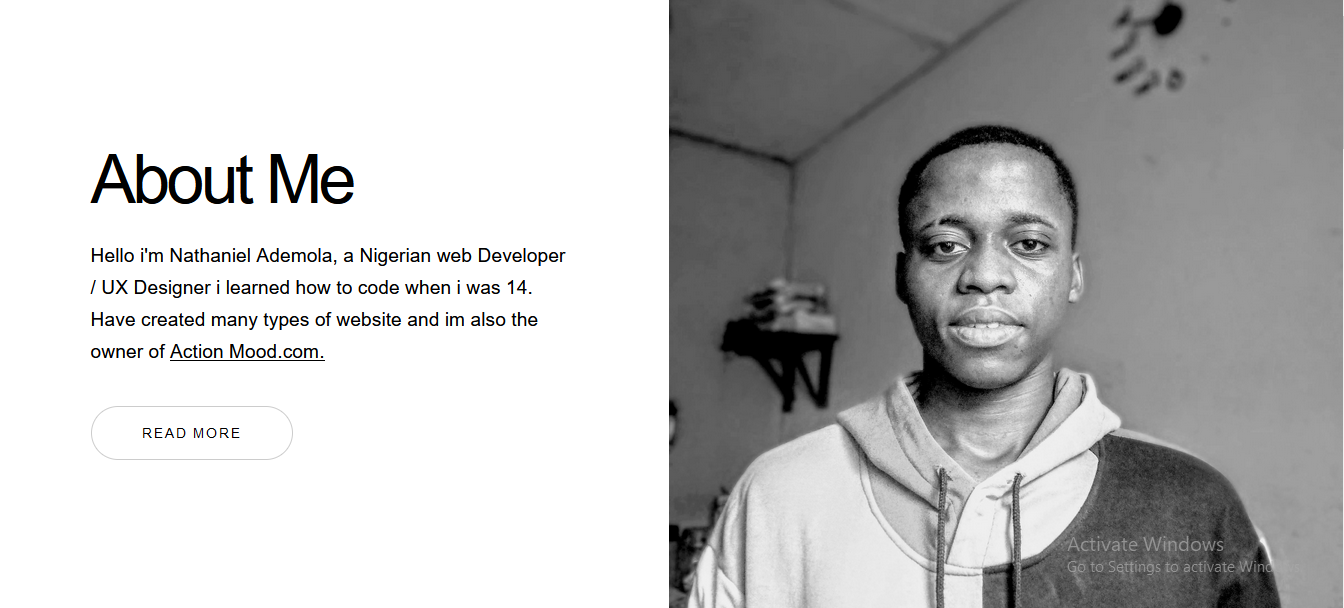 About Me
Hello i'm Nathaniel Ademola, a Nigerian web Developer
/ UX Designer i learned how to code when i was 14.
Have created many types of website and im also the
owner of Action Mood.com.
READ MORE
Activate Windows
Go to Settings to activate